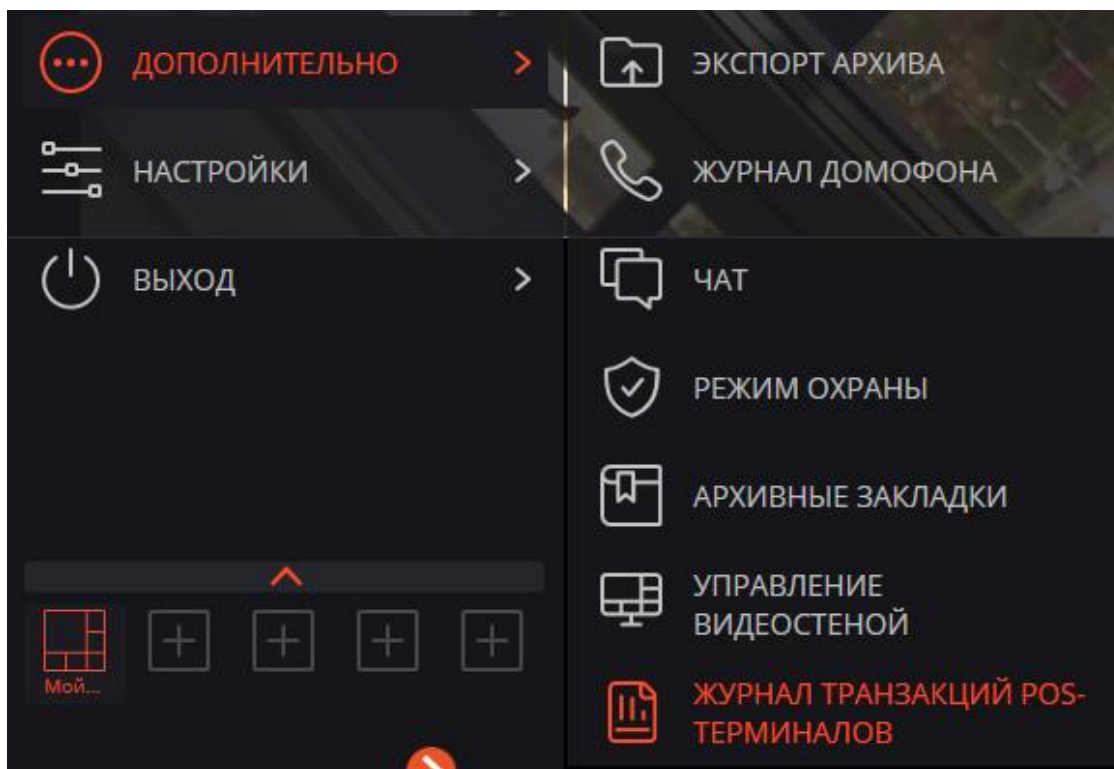 ДОПОЛНИТЕЛЬНО
НАСТРОЙКИ
ВЫХОД
Мой...
ЭКСПОРТ АРХИВА
ЖУРНАЛ ДОМОФОНА
ЧАТ
РЕЖИМ ОХРАНЫ
АРХИВНЫЕ ЗАКЛАДКИ
УПРАВЛЕНИЕ
ВИДЕОСТЕНОЙ
ЖУРНАЛ ТРАНЗАКЦИЙ POS-
ТЕРМИНАЛОВ